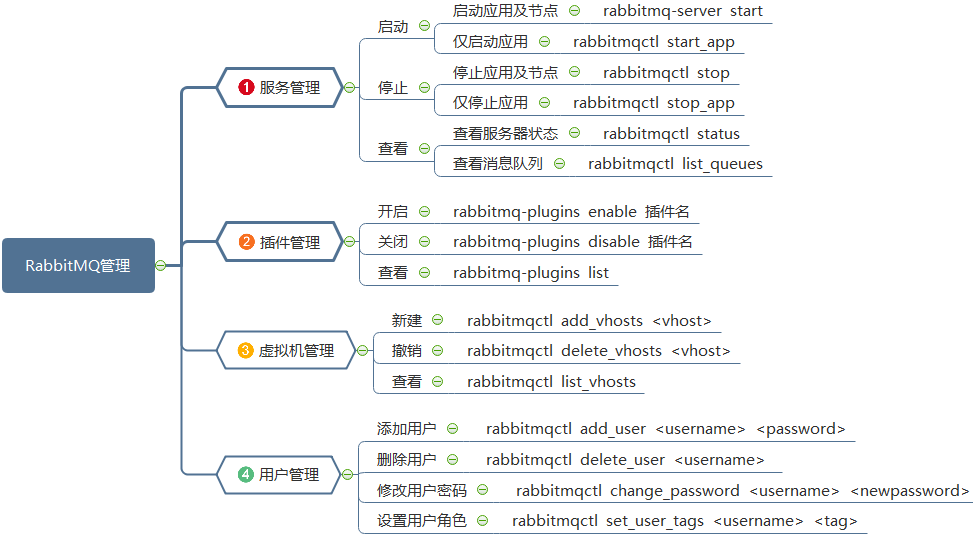 RabbitMQ管理
1 服务管理
启动
启动应用及节点 rabbitmq-server start
仅启动应用 rabbitmqctl start_app
停止
停止应用及节点 rabbitmqctl stop
仅停止应用 rabbitmqctl stop_app
查看
查看服务器状态 rabbitmqctl status
查看消息队列 rabbitmqctl list_queues
2 插件管理
开启 rabbitmq-plugins enable 插件名
关闭 rabbitmq-plugins disable 插件名
查看 rabbitmq-plugins list
3 虚拟机管理
新建 rabbitmqctl add_vhosts <vhost>
撤销 rabbitmqctl delete_vhosts <vhost>
查看 rabbitmqctl list_vhosts
4 用户管理
添加用户 rabbitmqctl add_user <username> <password>
删除用户 rabbitmqctl delete_user <username>
修改用户密码 rabbitmqctl change_password <username> <newpassword>
设置用户角色 rabbitmqctl set_user_tags <username> <tag>